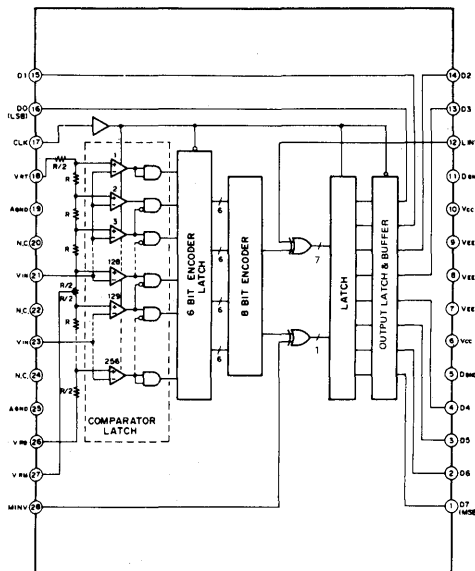 D1 15
D0 16
(LSB)
CLK 17
VRT 18
AGND 19
N.C. 20
VIN 21
N.C. 22
VIN 23
N.C. 24
AGND 25
VRB 26
VRM 27
MINV 28
R/2
R
R
R
R/2
R/2
R
R/2
1
2
3
128
129
256
COMPARATOR
LATCH
6 BIT ENCODER
LATCH
6
6
6
6
8 BIT ENCODER
7
1
LATCH
OUTPUT LATCH & BUFFER
14 D2
13 D3
12 LINV
11 DGND
10 VCC
9 VEE
8 VEE
7 VEE
6 VCC
5 DGND
4 D4
3 D5
2 D6
1 D7
(MSB)